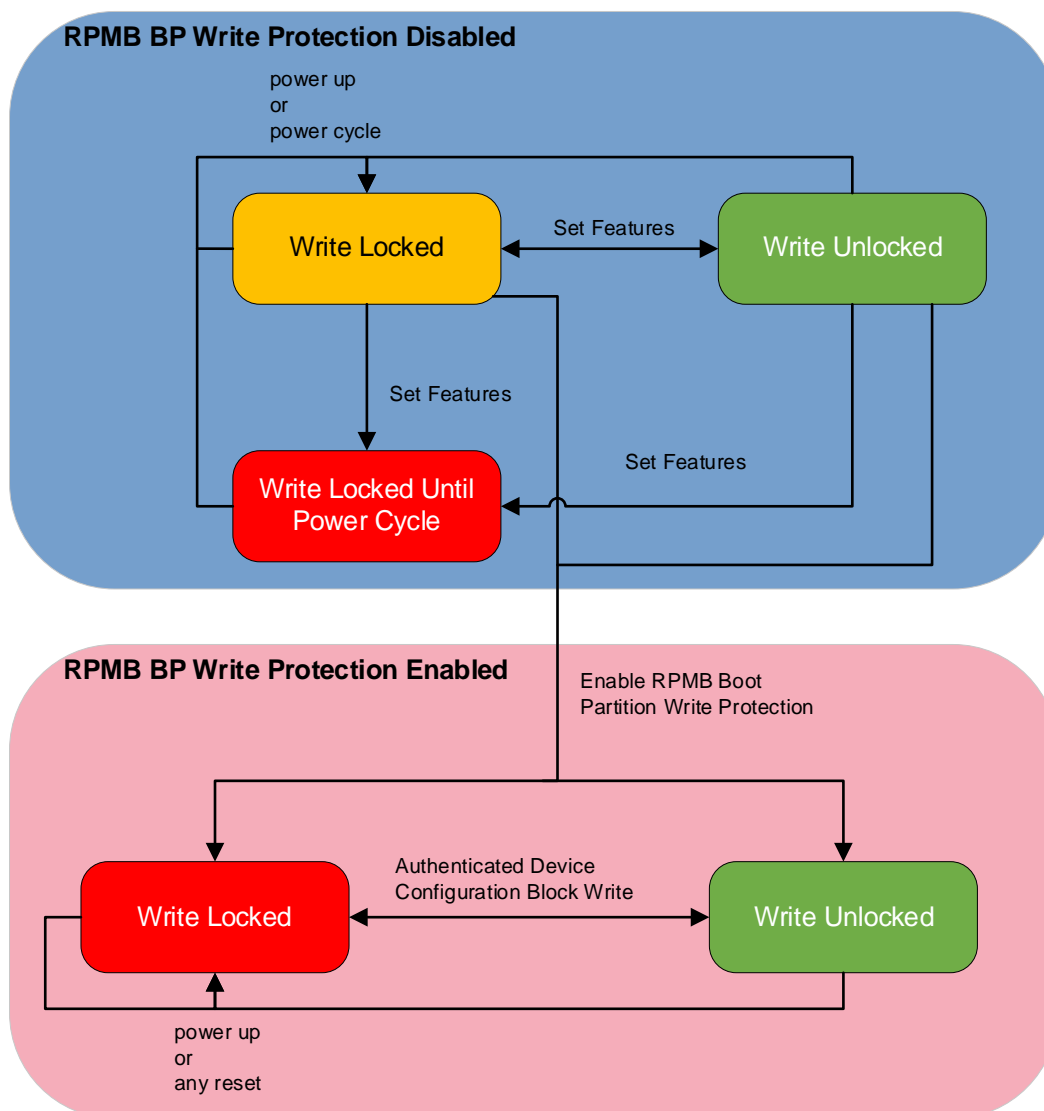 RPMB BP Write Protection Disabled
power up
or
power cycle
Write Locked
Set Features
Write Unlocked
Set Features
Set Features
Write Locked Until
Power Cycle
RPMB BP Write Protection Enabled
Enable RPMB Boot
Partition Write Protection
Authenticated Device
Configuration Block Write
Write Locked
Write Unlocked
power up
or
any reset